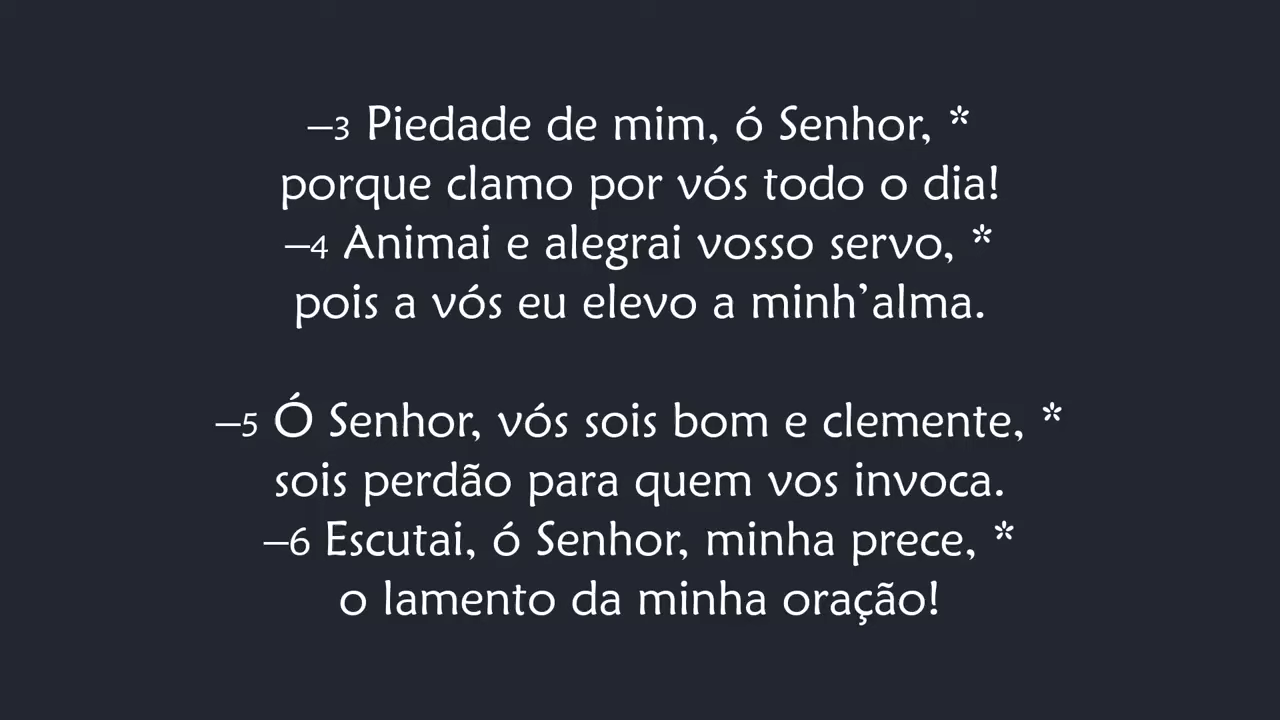 –3 Piedade de mim, ó Senhor, *
porque clamo por vós todo o dia!
–4 Animai e alegrai vosso servo, *
pois a vós eu elevo a minh’alma.
–5 Ó Senhor, vós sois bom e clemente, *
sois perdão para quem vos invoca.
–6 Escutai, ó Senhor, minha prece, *
o lamento da minha oração!